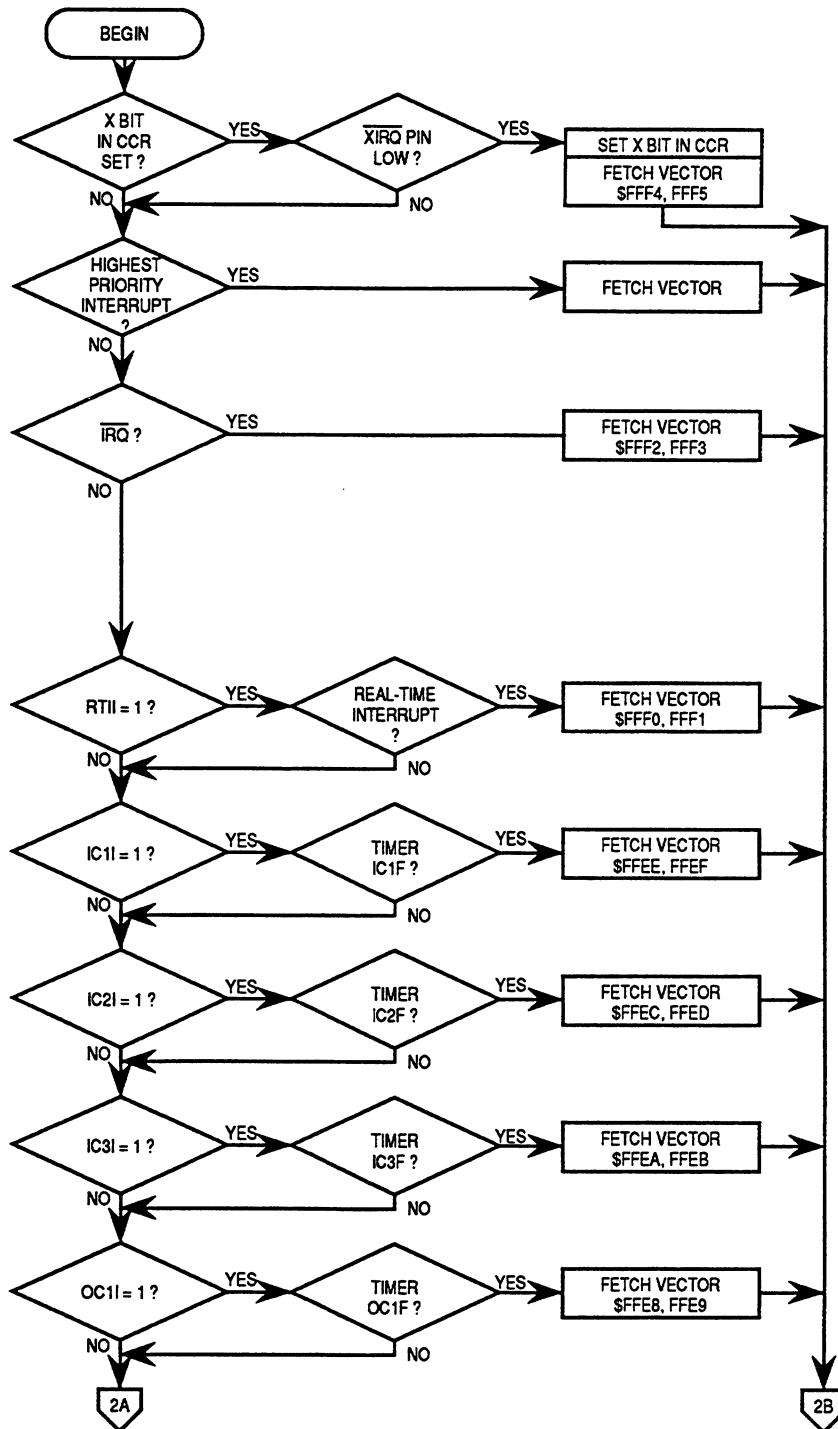 BEGIN
X BIT
IN CCR
SET ?
YES
XIRQ PIN
LOW ?
YES
SET X BIT IN CCR
FETCH VECTOR
$FFF4, FFF5
NO
NO
HIGHEST
PRIORITY
INTERRUPT
?
YES
FETCH VECTOR
NO
IRQ ?
YES
FETCH VECTOR
$FFF2, FFF3
NO
RTII = 1 ?
YES
REAL-TIME
INTERRUPT
?
YES
FETCH VECTOR
$FFF0, FFF1
NO
NO
IC1I = 1 ?
YES
TIMER
IC1F ?
YES
FETCH VECTOR
$FFEE, FFEF
NO
NO
IC2I = 1 ?
YES
TIMER
IC2F ?
YES
FETCH VECTOR
$FFEC, FFED
NO
NO
IC3I = 1 ?
YES
TIMER
IC3F ?
YES
FETCH VECTOR
$FFEA, FFEB
NO
NO
OC1I = 1 ?
YES
TIMER
OC1F ?
YES
FETCH VECTOR
$FFE8, FFE9
NO
NO
2A
2B